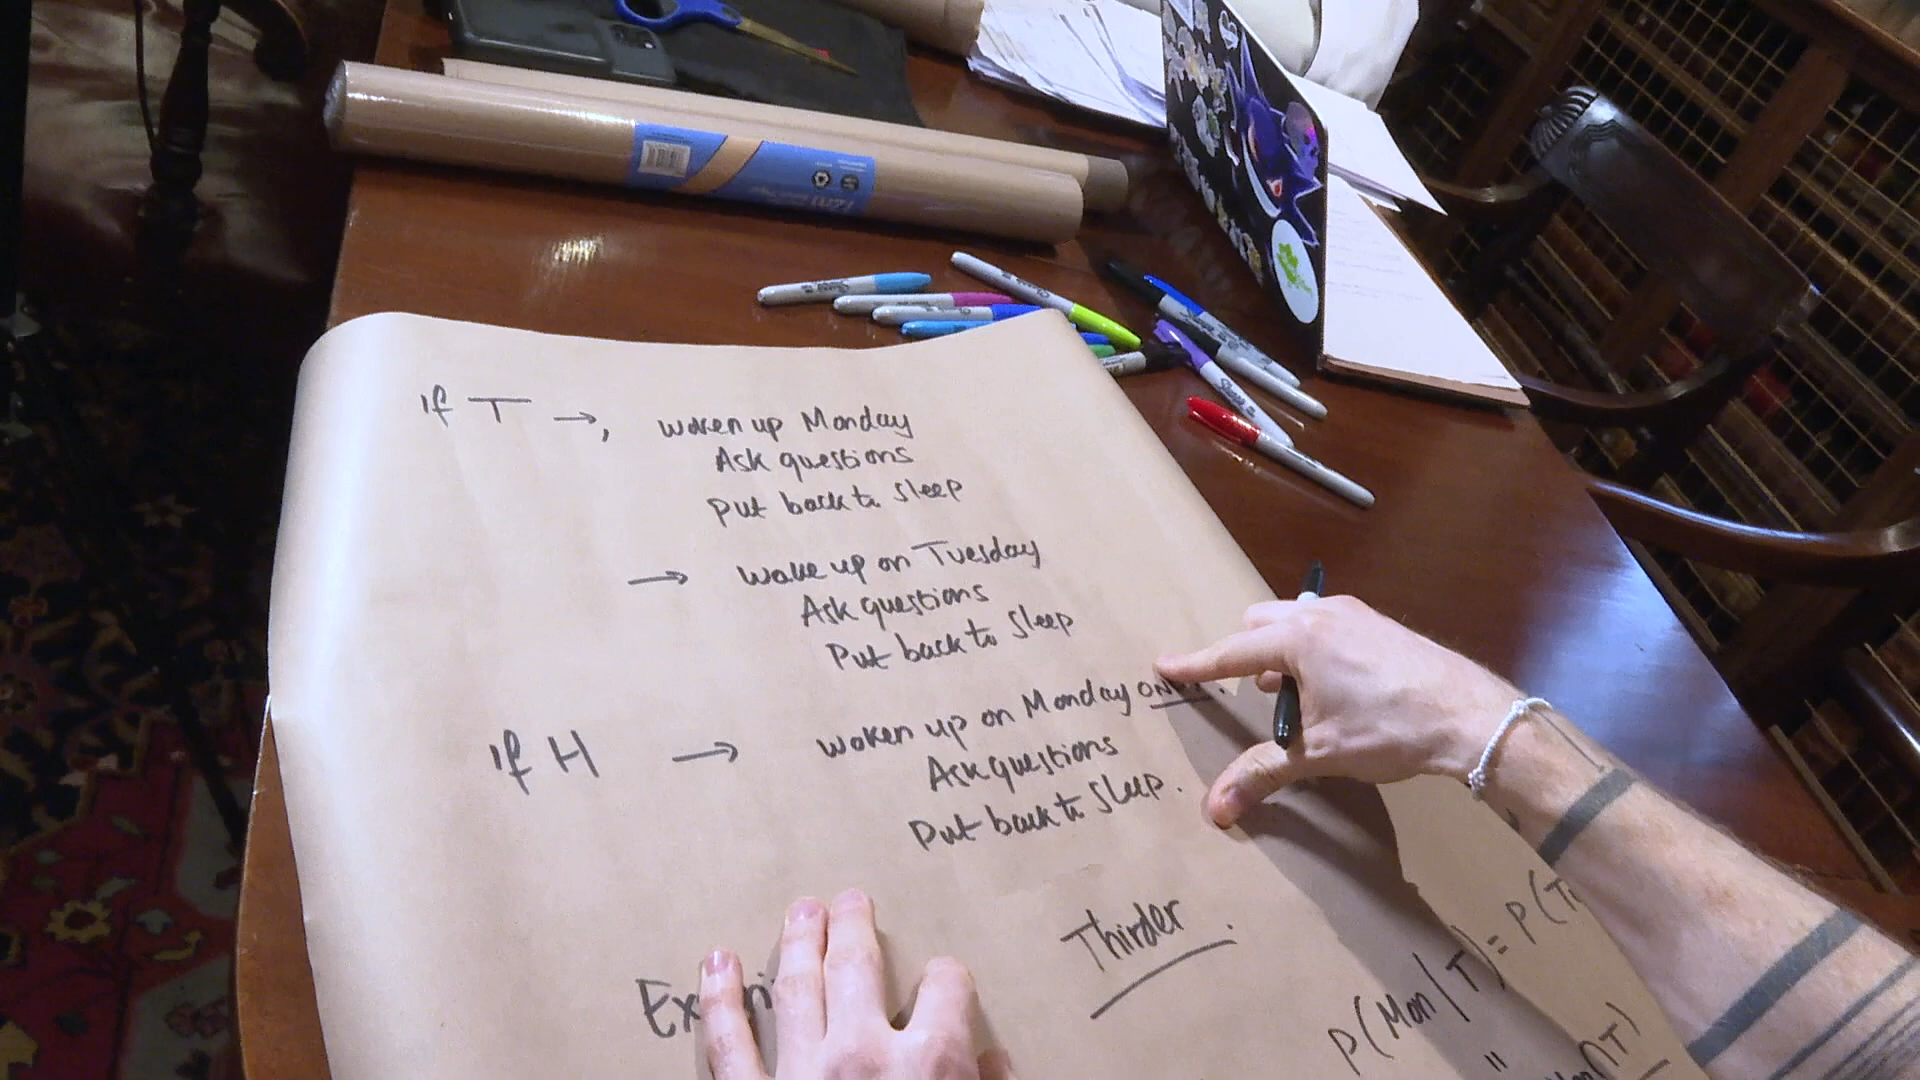 if T →, woken up Monday
Ask questions
Put back to sleep
→ wake up on Tuesday
Ask questions
Put back to sleep
if H → woken up on Monday
Ask questions
Put back to sleep.
Thirder.
P(Mon|T) = P(T
"